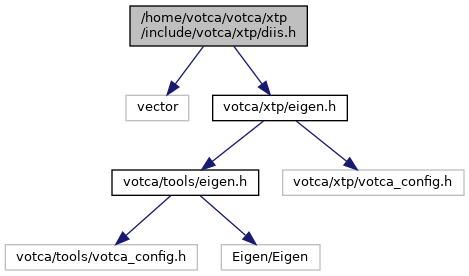 /home/votca/votca/xtp
/include/votca/xtp/diis.h
vector
votca/xtp/eigen.h
votca/tools/eigen.h
votca/xtp/votca_config.h
votca/tools/votca_config.h
Eigen/Eigen